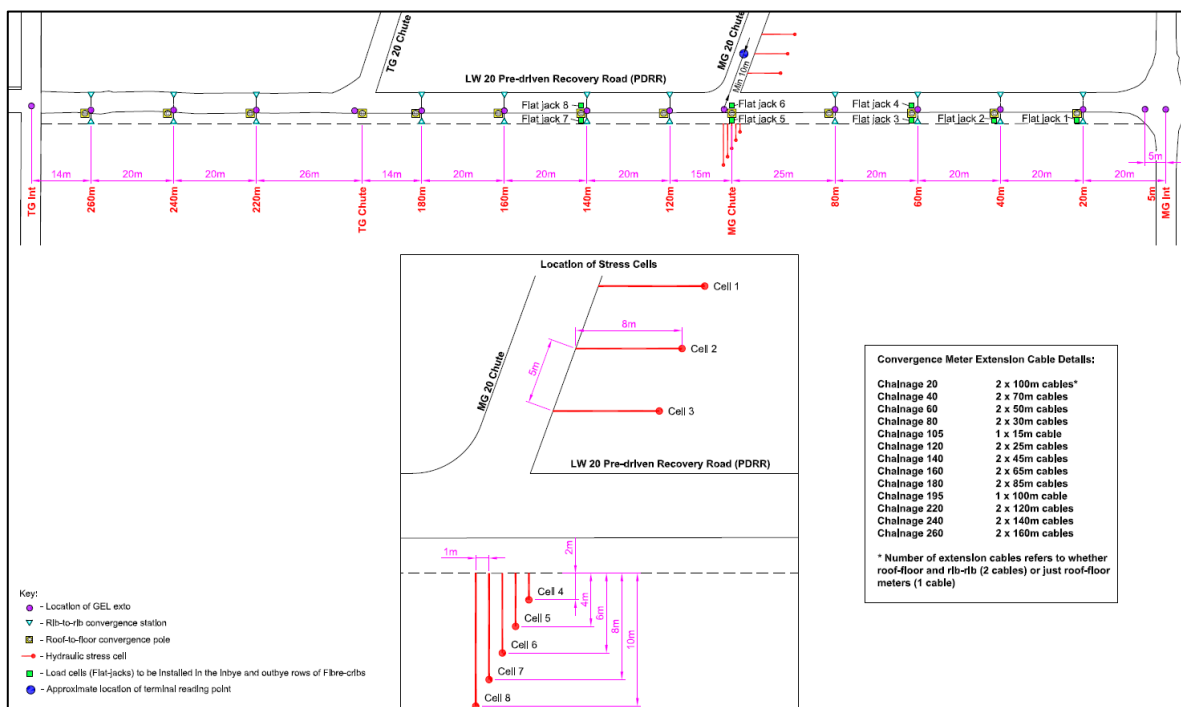 TG 20 Chute
MG 20 Chute
LW 20 Pre-driven Recovery Road (PDRR)
Min 10m
Flat jack 8
Flat jack 6
Flat jack 4
Flat jack 7
Flat jack 5
Flat jack 3
Flat jack 2
Flat jack 1
5m
14m
20m
20m
26m
14m
20m
20m
20m
15m
25m
20m
20m
20m
20m
TG Int
260m
240m
220m
TG Chute
180m
160m
140m
120m
MG Chute
80m
60m
40m
20m
5m
MG Int
Location of Stress Cells
Cell 1
8m
Cell 2
5m
MG 20 Chute
Cell 3
LW 20 Pre-driven Recovery Road (PDRR)
2m
1m
Cell 4
4m
Cell 5
6m
Cell 6
8m
Cell 7
10m
Cell 8
Convergence Meter Extension Cable Details:
Chainage 20 2 x 100m cables*
Chainage 40 2 x 70m cables
Chainage 60 2 x 50m cables
Chainage 80 2 x 30m cables
Chainage 105 1 x 15m cable
Chainage 120 2 x 25m cables
Chainage 140 2 x 45m cables
Chainage 160 2 x 65m cables
Chainage 180 2 x 85m cables
Chainage 195 1 x 100m cable
Chainage 220 2 x 120m cables
Chainage 240 2 x 140m cables
Chainage 260 2 x 160m cables
* Number of extension cables refers to whether
roof-floor and rib-rib (2 cables) or just roof-floor
meters (1 cable)
Key:
- Location of GEL exto
- Rib-to-rib convergence station
- Roof-to-floor convergence pole
- Hydraulic stress cell
- Load cells (Flat-jacks) to be installed in the inbye and outbye rows of Fibre-cribs
- Approximate location of terminal reading point